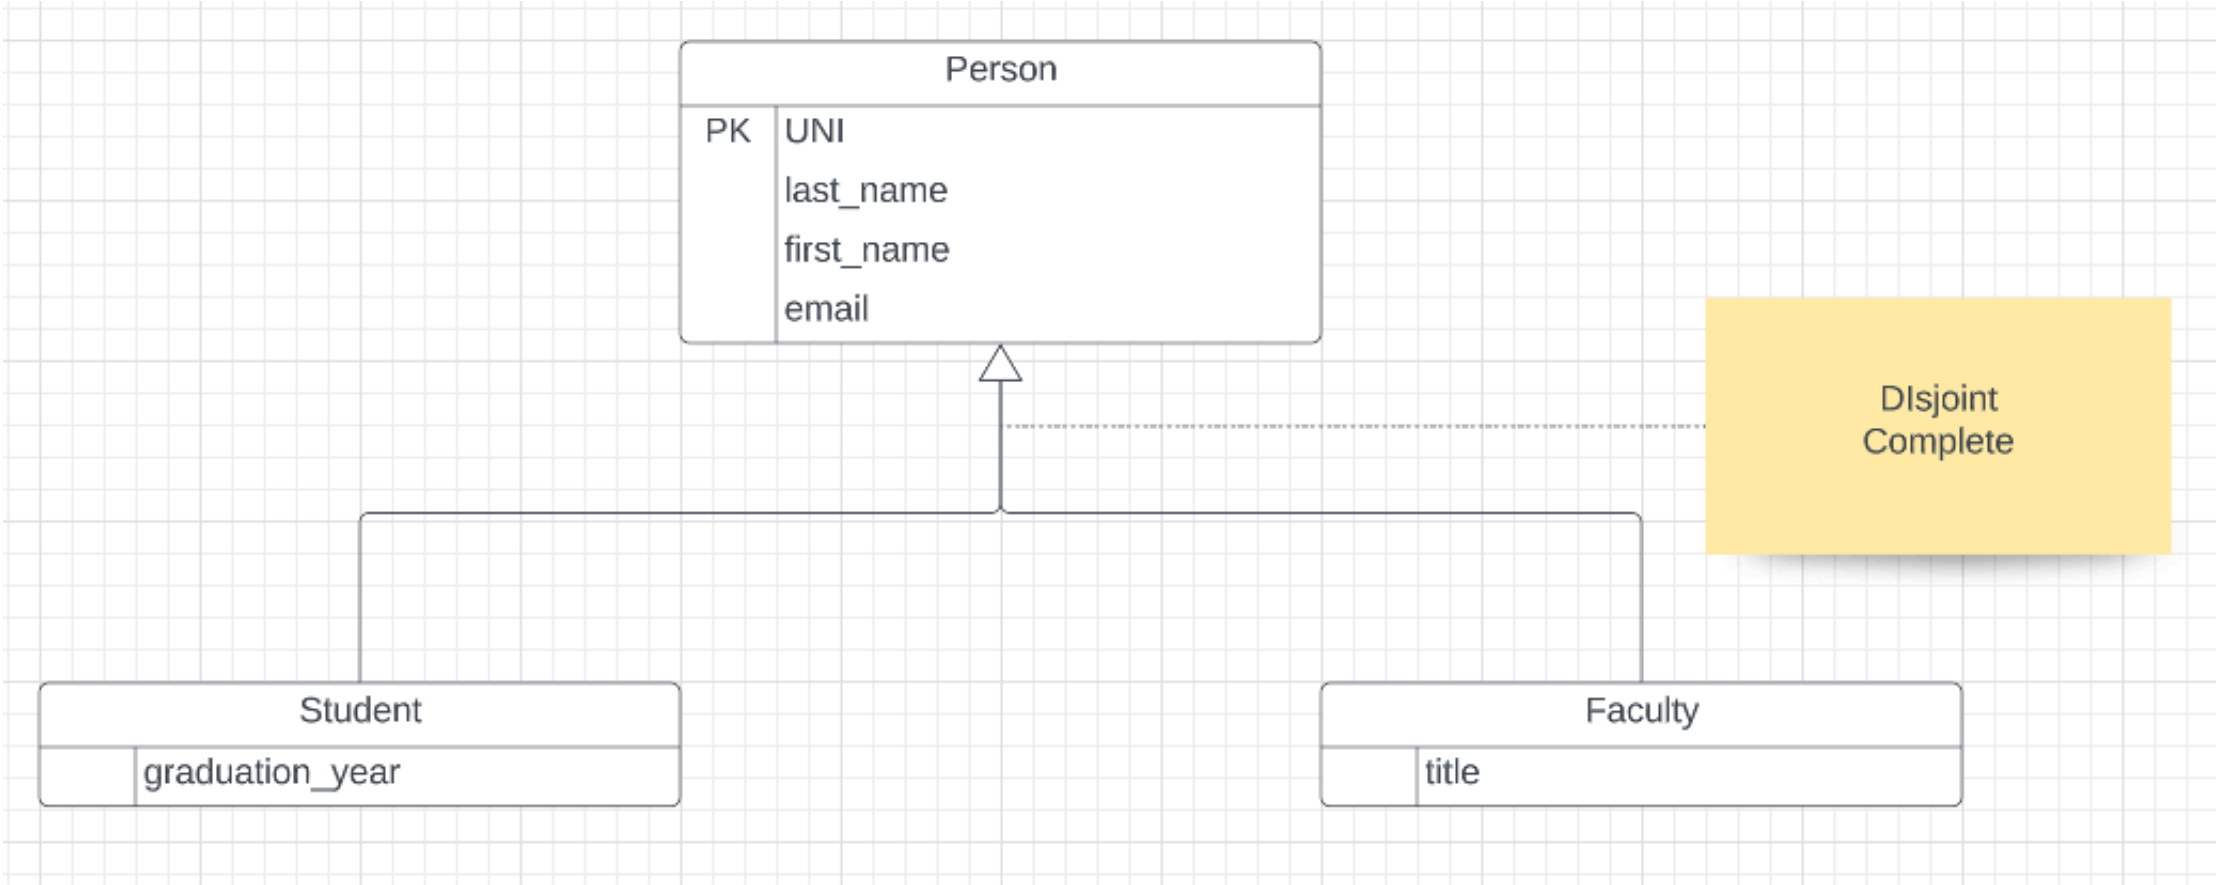 Person
PK UNI
last_name
first_name
email
DIsjoint
Complete
Student
graduation_year
Faculty
title